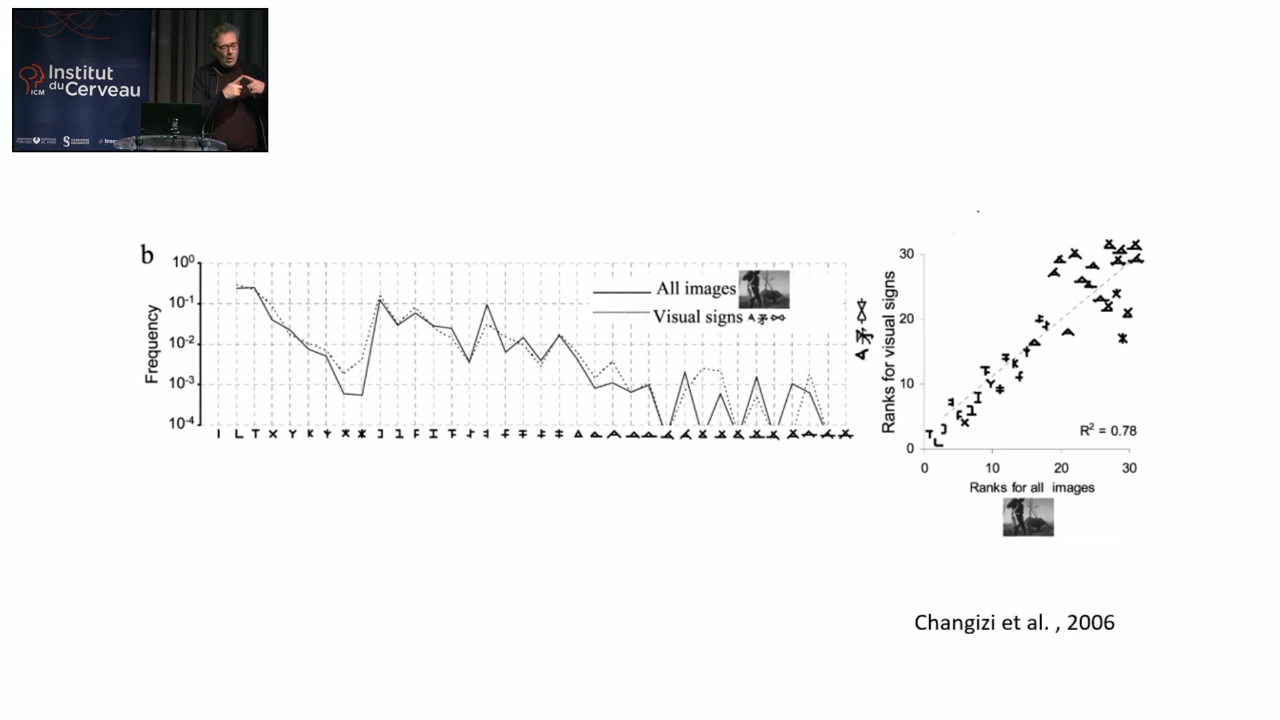 Institut
du Cerveau
ICM
b
Frequency
10⁰
10⁻¹
10⁻²
10⁻³
10⁻⁴
All images
Visual signs
Ranks for visual signs
30
20
10
0
R² = 0.78
0 10 20 30
Ranks for all images
Changizi et al. , 2006